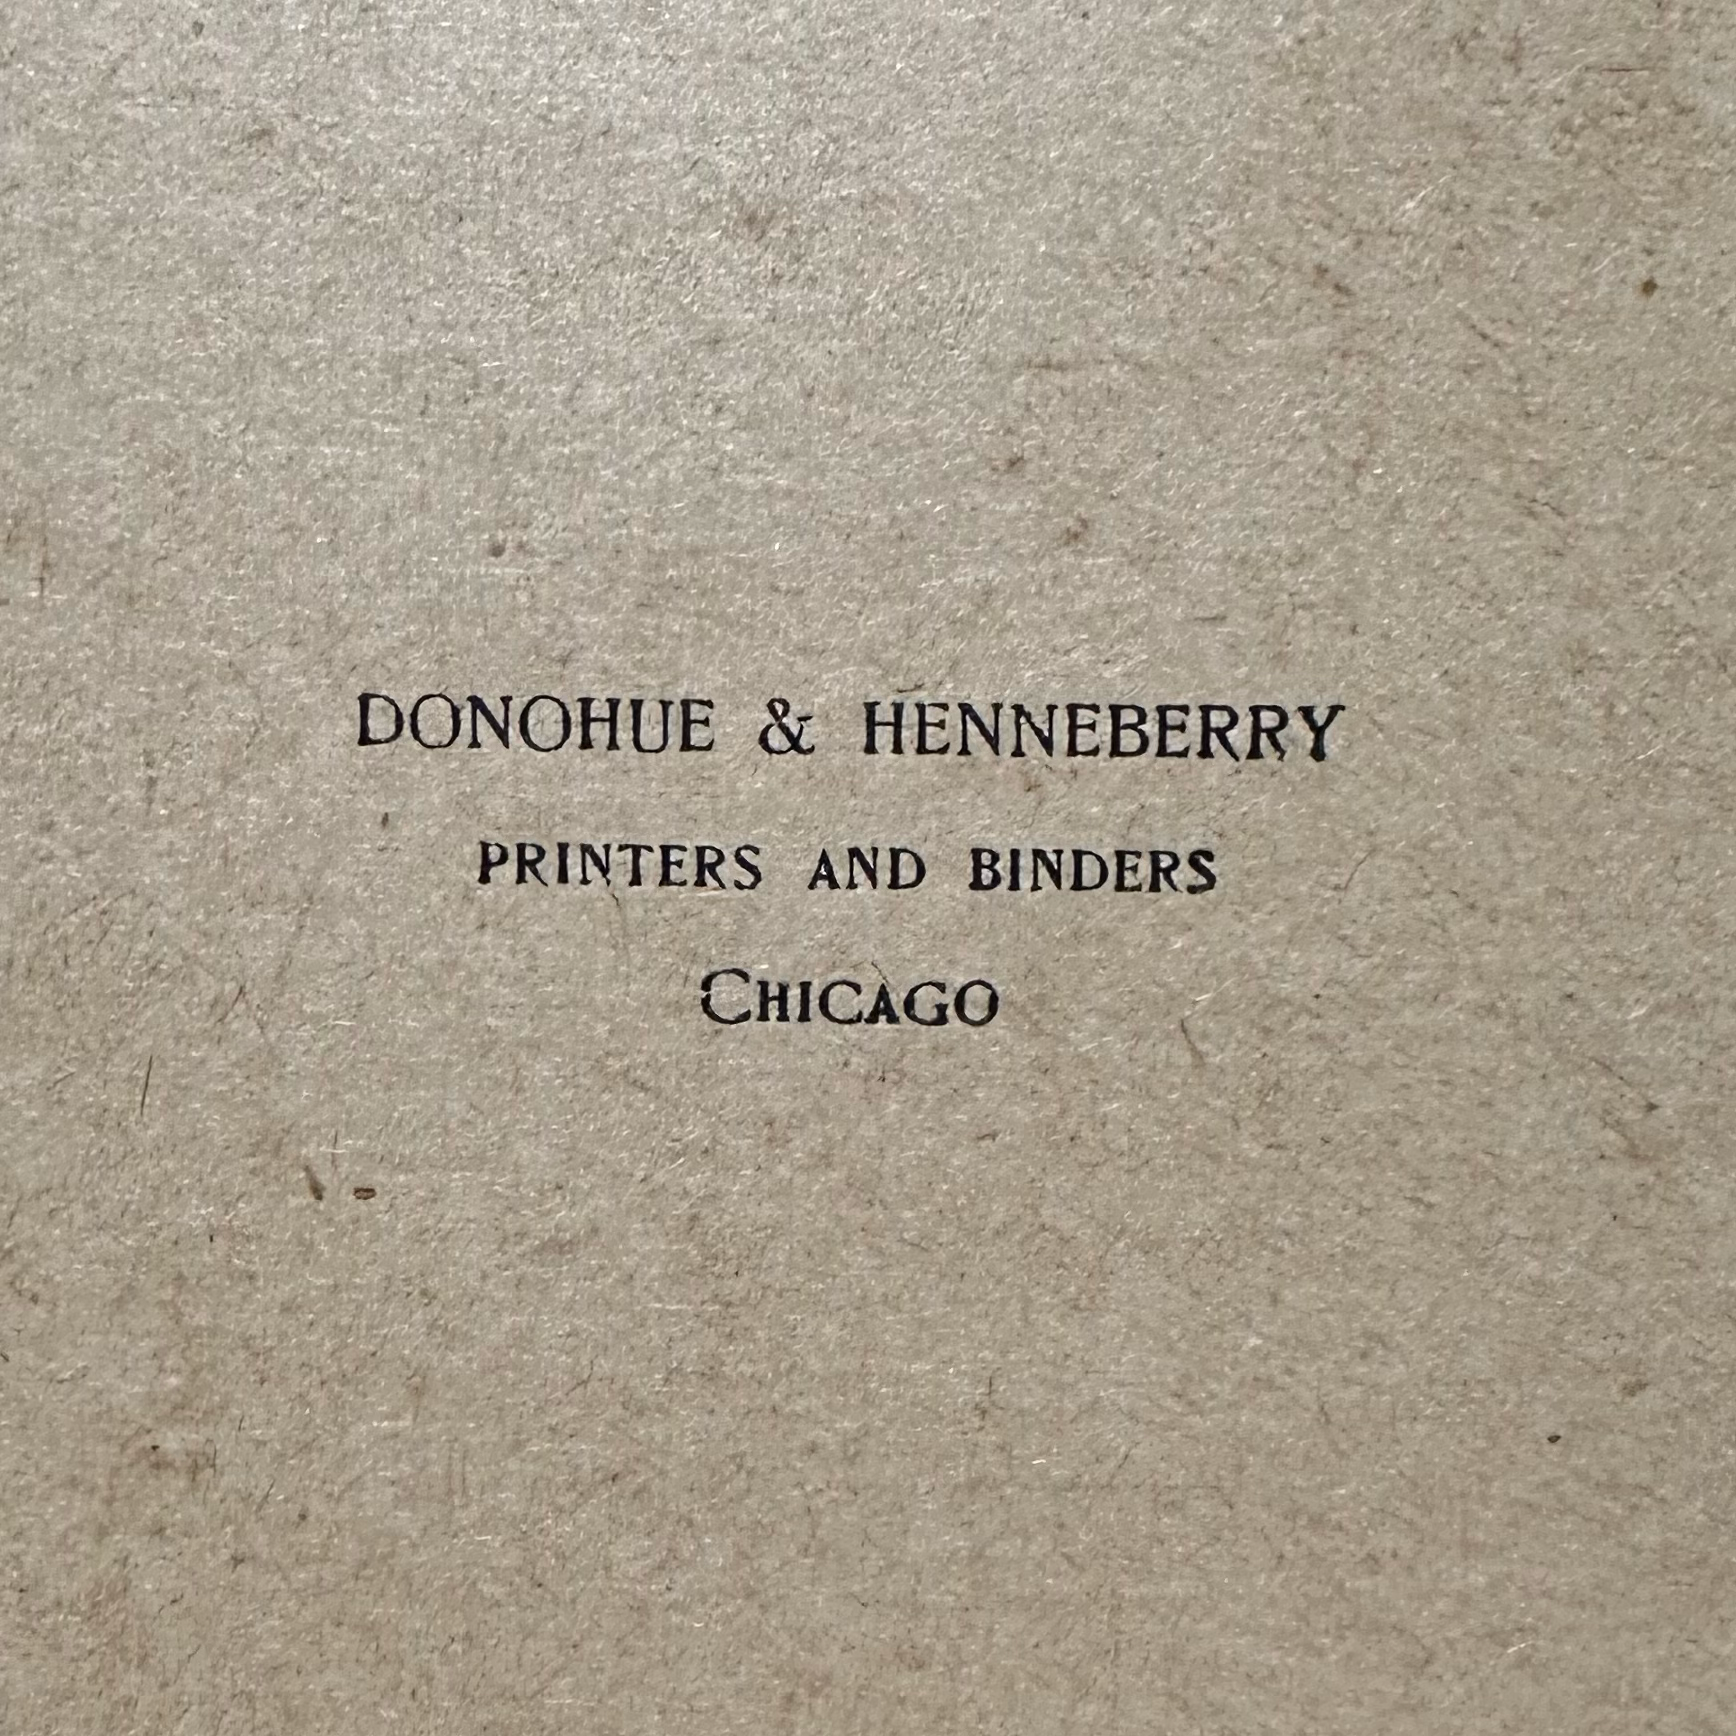 DONOHUE & HENNEBERRY
PRINTERS AND BINDERS
CHICAGO